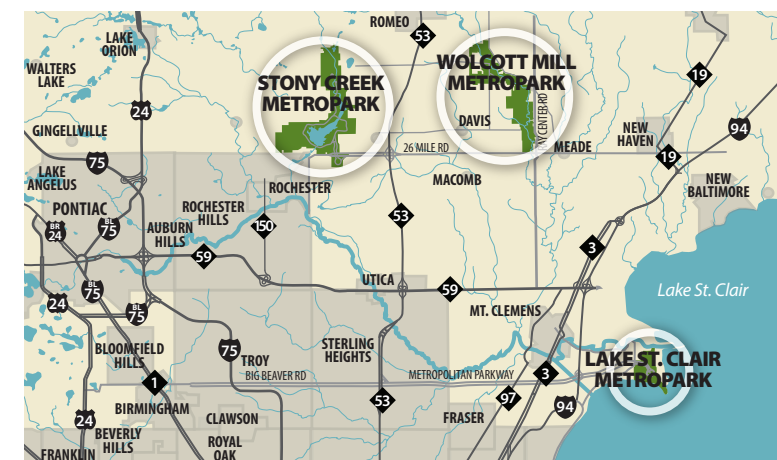 ROMEO
53
LAKE
ORION
WOLCOTT MILL
METROPARK
WALTERS
LAKE
STONY CREEK
METROPARK
19
24
DAVIS
GINGELLVILLE
NEW
HAVEN
94
26 MILE RD
MEADE
75
19
LAKE
ANGELUS
ROCHESTER
MACOMB
NEW
BALTIMORE
PONTIAC
ROCHESTER
HILLS
53
BR
24
BL
75
AUBURN
HILLS
150
59
3
UTICA
BL
75
59
Lake St. Clair
24
BL
75
MT. CLEMENS
BLOOMFIELD
HILLS
75
TROY
STERLING
HEIGHTS
LAKE ST. CLAIR
METROPARK
BIG BEAVER RD
METROPOLITAN PARKWAY
3
1
53
97
94
BIRMINGHAM
CLAWSON
FRASER
24
BEVERLY
HILLS
ROYAL
OAK
FRANKLIN